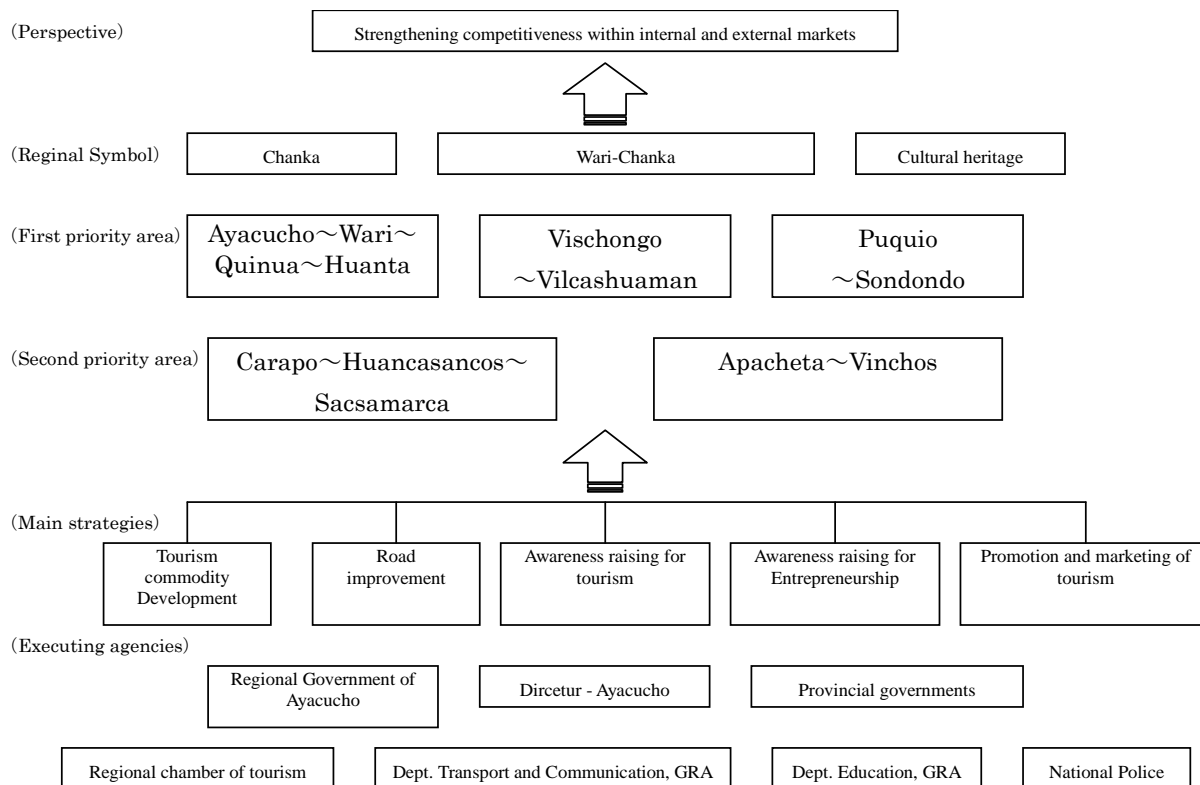 (Perspective)
Strengthening competitiveness within internal and external markets
(Reginal Symbol)
Chanka
Wari-Chanka
Cultural heritage
(First priority area)
Ayacucho～Wari～
Quinua～Huanta
Vischongo
～Vilcashuaman
Puquio
～Sondondo
(Second priority area)
Carapo～Huancasancos～
Sacsamarca
Apacheta～Vinchos
(Main strategies)
Tourism
commodity
Development
Road
improvement
Awareness raising for
tourism
Awareness raising for
Entrepreneurship
Promotion and marketing of
tourism
(Executing agencies)
Regional Government of
Ayacucho
Dircetur - Ayacucho
Provincial governments
Regional chamber of tourism
Dept. Transport and Communication, GRA
Dept. Education, GRA
National Police